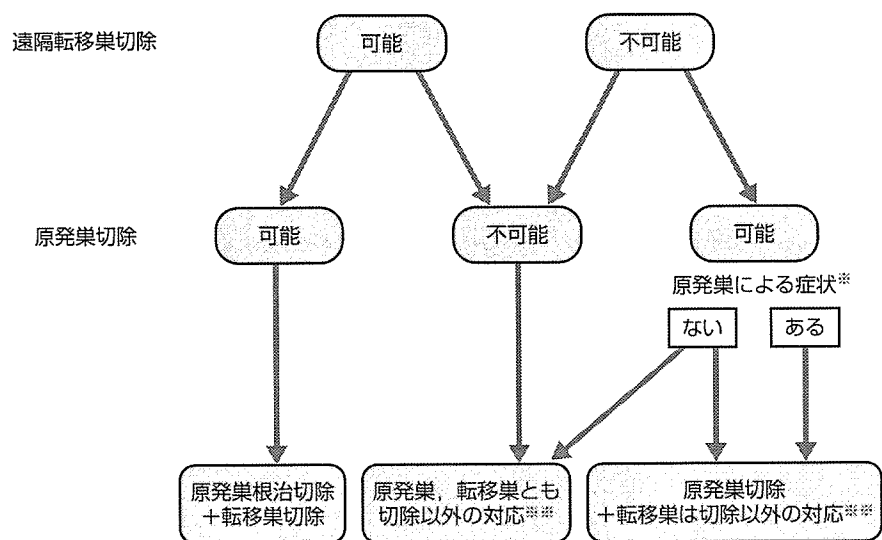 遠隔転移巣切除
可能
不可能
原発巣切除
可能
不可能
可能
原発巣による症状※
ない
ある
原発巣根治切除
＋転移巣切除
原発巣，転移巣とも
切除以外の対応※※
原発巣切除
＋転移巣は切除以外の対応※※